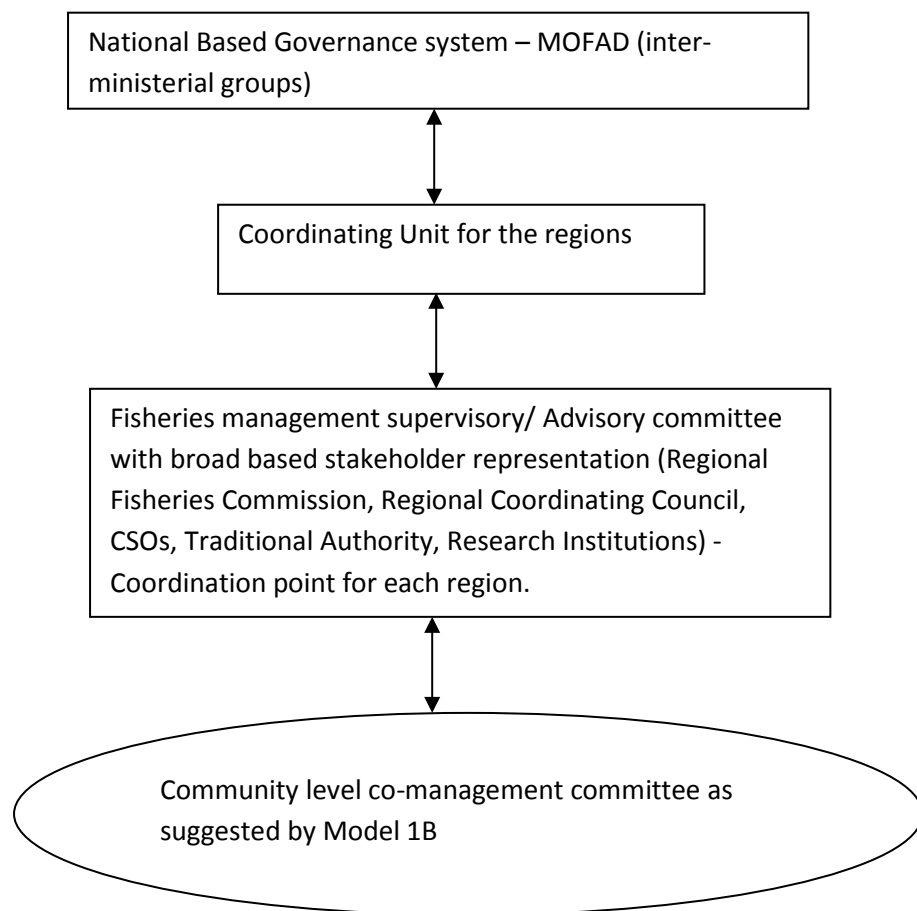 National Based Governance system – MOFAD (inter-
ministerial groups)
Coordinating Unit for the regions
Fisheries management supervisory/ Advisory committee
with broad based stakeholder representation (Regional
Fisheries Commission, Regional Coordinating Council,
CSOs, Traditional Authority, Research Institutions) -
Coordination point for each region.
Community level co-management committee as
suggested by Model 1B